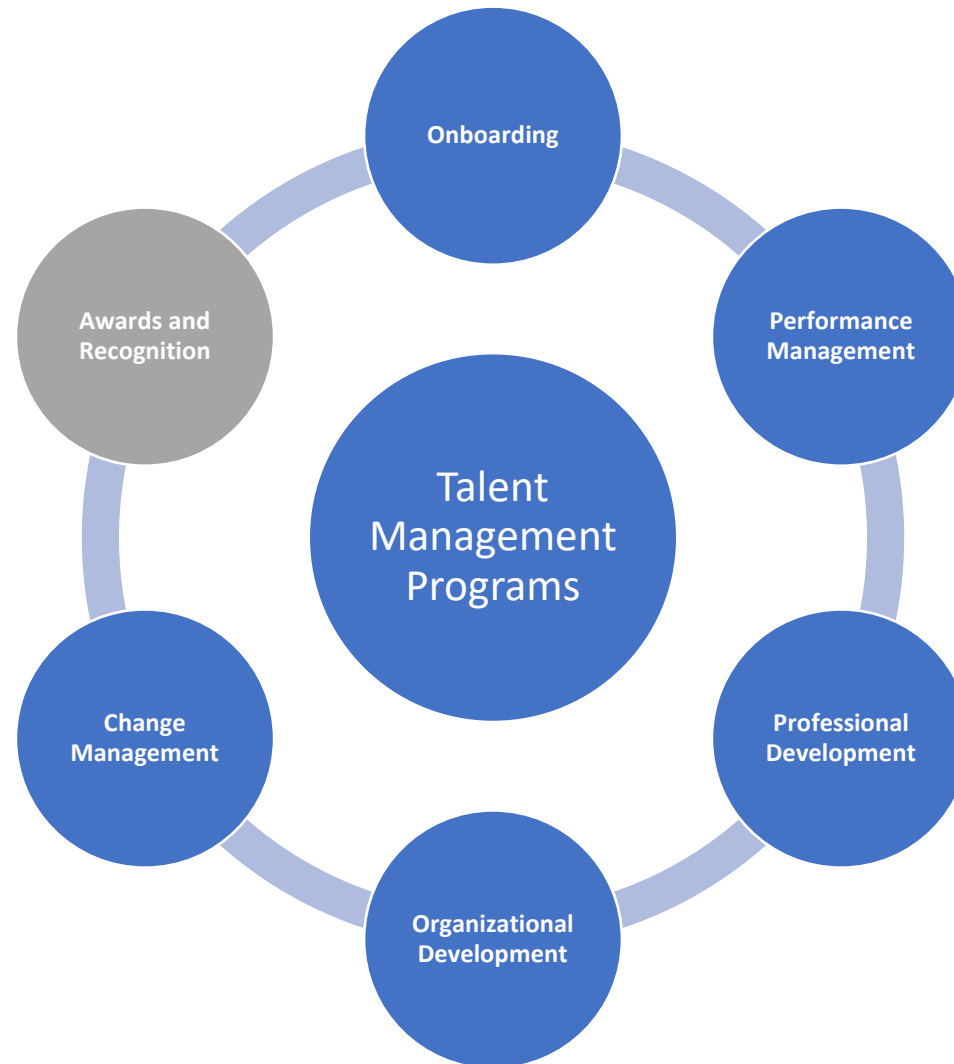 Onboarding
Awards and
Recognition
Performance
Management
Talent
Management
Programs
Change
Management
Professional
Development
Organizational
Development